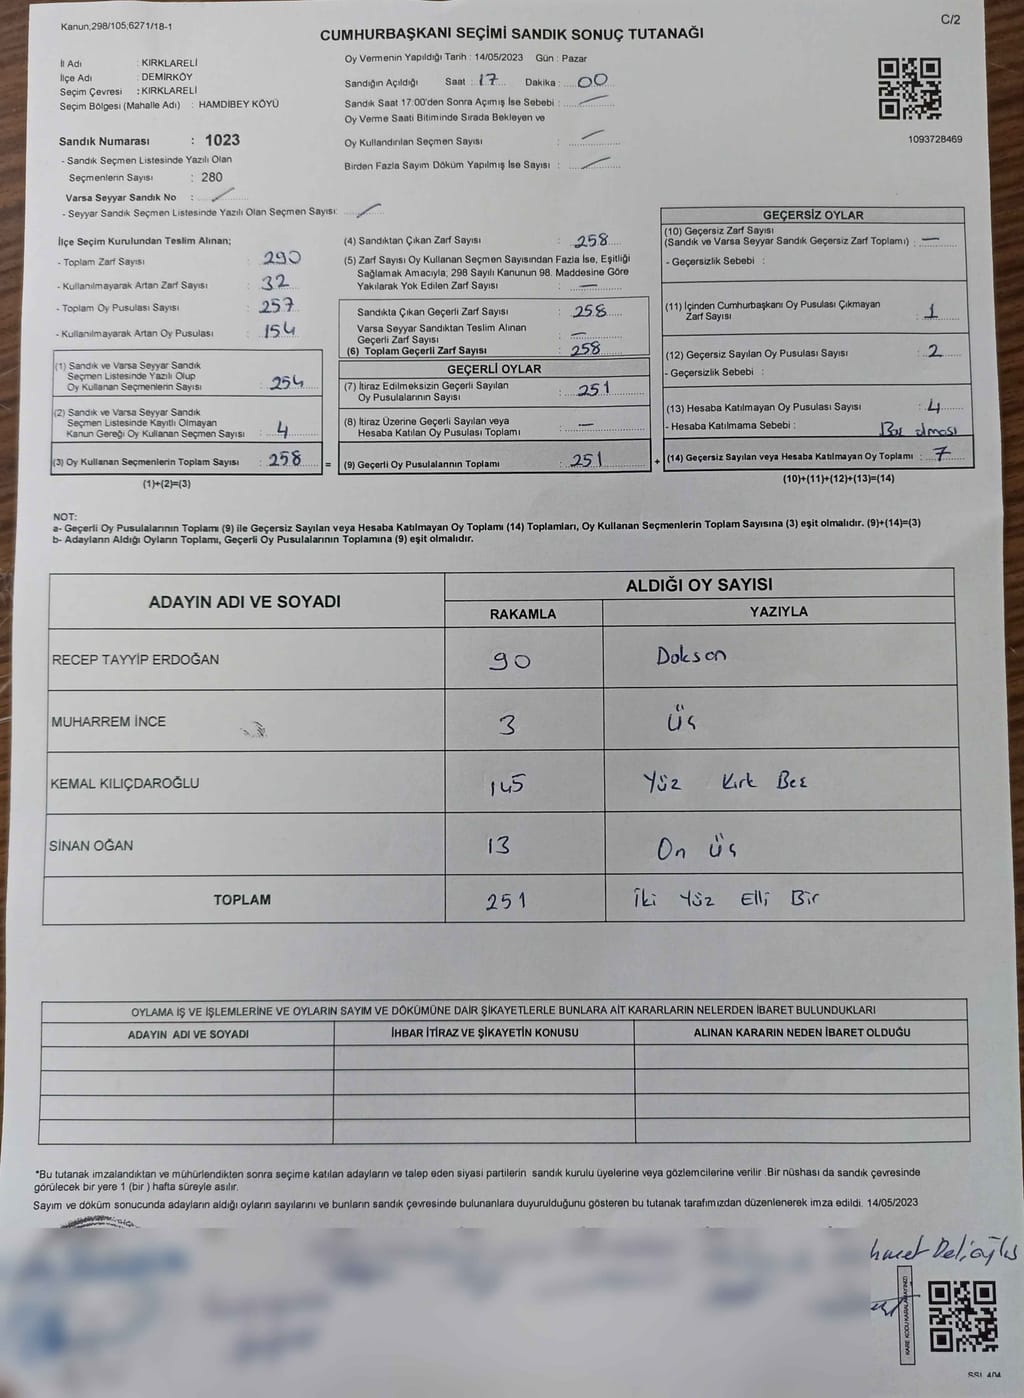 Kanun;298/105,6271/18-1
C/2
CUMHURBAŞKANI SEÇİMİ SANDIK SONUÇ TUTANAĞI
İl Adı : KIRKLARELİ
İlçe Adı : DEMİRKÖY
Seçim Çevresi : KIRKLARELİ
Seçim Bölgesi (Mahalle Adı) : HAMDİBEY KÖYÜ
Oy Vermenin Yapıldığı Tarih : 14/05/2023 Gün : Pazar
Sandığın Açıldığı Saat : 17 Dakika : 00
Sandık Saat 17:00'den Sonra Açımış İse Sebebi :
Oy Verme Saati Bitiminde Sırada Bekleyen ve
Oy Kullandırılan Seçmen Sayısı :
Birden Fazla Sayım Döküm Yapılmış İse Sayısı :
1093728469
Sandık Numarası : 1023
- Sandık Seçmen Listesinde Yazılı Olan
Seçmenlerin Sayısı : 280
Varsa Seyyar Sandık No :
- Seyyar Sandık Seçmen Listesinde Yazılı Olan Seçmen Sayısı:
İlçe Seçim Kurulundan Teslim Alınan;
- Toplam Zarf Sayısı : 290
- Kullanılmayarak Artan Zarf Sayısı : 32
- Toplam Oy Pusulası Sayısı : 257
- Kullanılmayarak Artan Oy Pusulası : 154
(1) Sandık ve Varsa Seyyar Sandık
Seçmen Listesinde Yazılı Olup
Oy Kullanan Seçmenlerin Sayısı : 254
(2) Sandık ve Varsa Seyyar Sandık
Seçmen Listesinde Kayıtlı Olmayan
Kanun Gereği Oy Kullanan Seçmen Sayısı : 4
(3) Oy Kullanan Seçmenlerin Toplam Sayısı : 258 =
(1)+(2)=(3)
(4) Sandıktan Çıkan Zarf Sayısı : 258
(5) Zarf Sayısı Oy Kullanan Seçmen Sayısından Fazla İse, Eşitliği
Sağlamak Amacıyla; 298 Sayılı Kanunun 98. Maddesine Göre
Yakılarak Yok Edilen Zarf Sayısı : —
Sandıkta Çıkan Geçerli Zarf Sayısı : 258
Varsa Seyyar Sandıktan Teslim Alınan
Geçerli Zarf Sayısı : —
(6) Toplam Geçerli Zarf Sayısı : 258
GEÇERLİ OYLAR
(7) İtiraz Edilmeksizin Geçerli Sayılan
Oy Pusulalarının Sayısı : 251
(8) İtiraz Üzerine Geçerli Sayılan veya
Hesaba Katılan Oy Pusulası Toplamı : —
(9) Geçerli Oy Pusulalarının Toplamı : 251 +
GEÇERSİZ OYLAR
(10) Geçersiz Zarf Sayısı
(Sandık ve Varsa Seyyar Sandık Geçersiz Zarf Toplamı) : —
- Geçersizlik Sebebi :
(11) İçinden Cumhurbaşkanı Oy Pusulası Çıkmayan
Zarf Sayısı : 1
(12) Geçersiz Sayılan Oy Pusulası Sayısı : 2
- Geçersizlik Sebebi :
(13) Hesaba Katılmayan Oy Pusulası Sayısı : 4
- Hesaba Katılmama Sebebi : Boş olması
(14) Geçersiz Sayılan veya Hesaba Katılmayan Oy Toplamı : 7
(10)+(11)+(12)+(13)=(14)
NOT:
a- Geçerli Oy Pusulalarının Toplamı (9) ile Geçersiz Sayılan veya Hesaba Katılmayan Oy Toplamı (14) Toplamları, Oy Kullanan Seçmenlerin Toplam Sayısına (3) eşit olmalıdır. (9)+(14)=(3)
b- Adayların Aldığı Oyların Toplamı, Geçerli Oy Pusulalarının Toplamına (9) eşit olmalıdır.
ADAYIN ADI VE SOYADI
ALDIĞI OY SAYISI
RAKAMLA YAZIYLA
RECEP TAYYİP ERDOĞAN 90 Doksan
MUHARREM İNCE 3 Üç
KEMAL KILIÇDAROĞLU 145 Yüz Kırk Beş
SİNAN OĞAN 13 On Üç
TOPLAM 251 İki Yüz Elli Bir
OYLAMA İŞ VE İŞLEMLERİNE VE OYLARIN SAYIM VE DÖKÜMÜNE DAİR ŞİKAYETLERLE BUNLARA AİT KARARLARIN NELERDEN İBARET BULUNDUKLARI
ADAYIN ADI VE SOYADI İHBAR İTİRAZ VE ŞİKAYETİN KONUSU ALINAN KARARIN NEDEN İBARET OLDUĞU
*Bu tutanak imzalandıktan ve mühürlendikten sonra seçime katılan adayların ve talep eden siyasi partilerin sandık kurulu üyelerine veya gözlemcilerine verilir .Bir nüshası da sandık çevresinde
görülecek bir yere 1 (bir ) hafta süreyle asılır.
Sayım ve döküm sonucunda adayların aldığı oyların sayılarını ve bunların sandık çevresinde bulunanlara duyurulduğunu gösteren bu tutanak tarafımızdan düzenlenerek imza edildi. 14/05/2023
KARE KODU KARALAMAYINIZ!